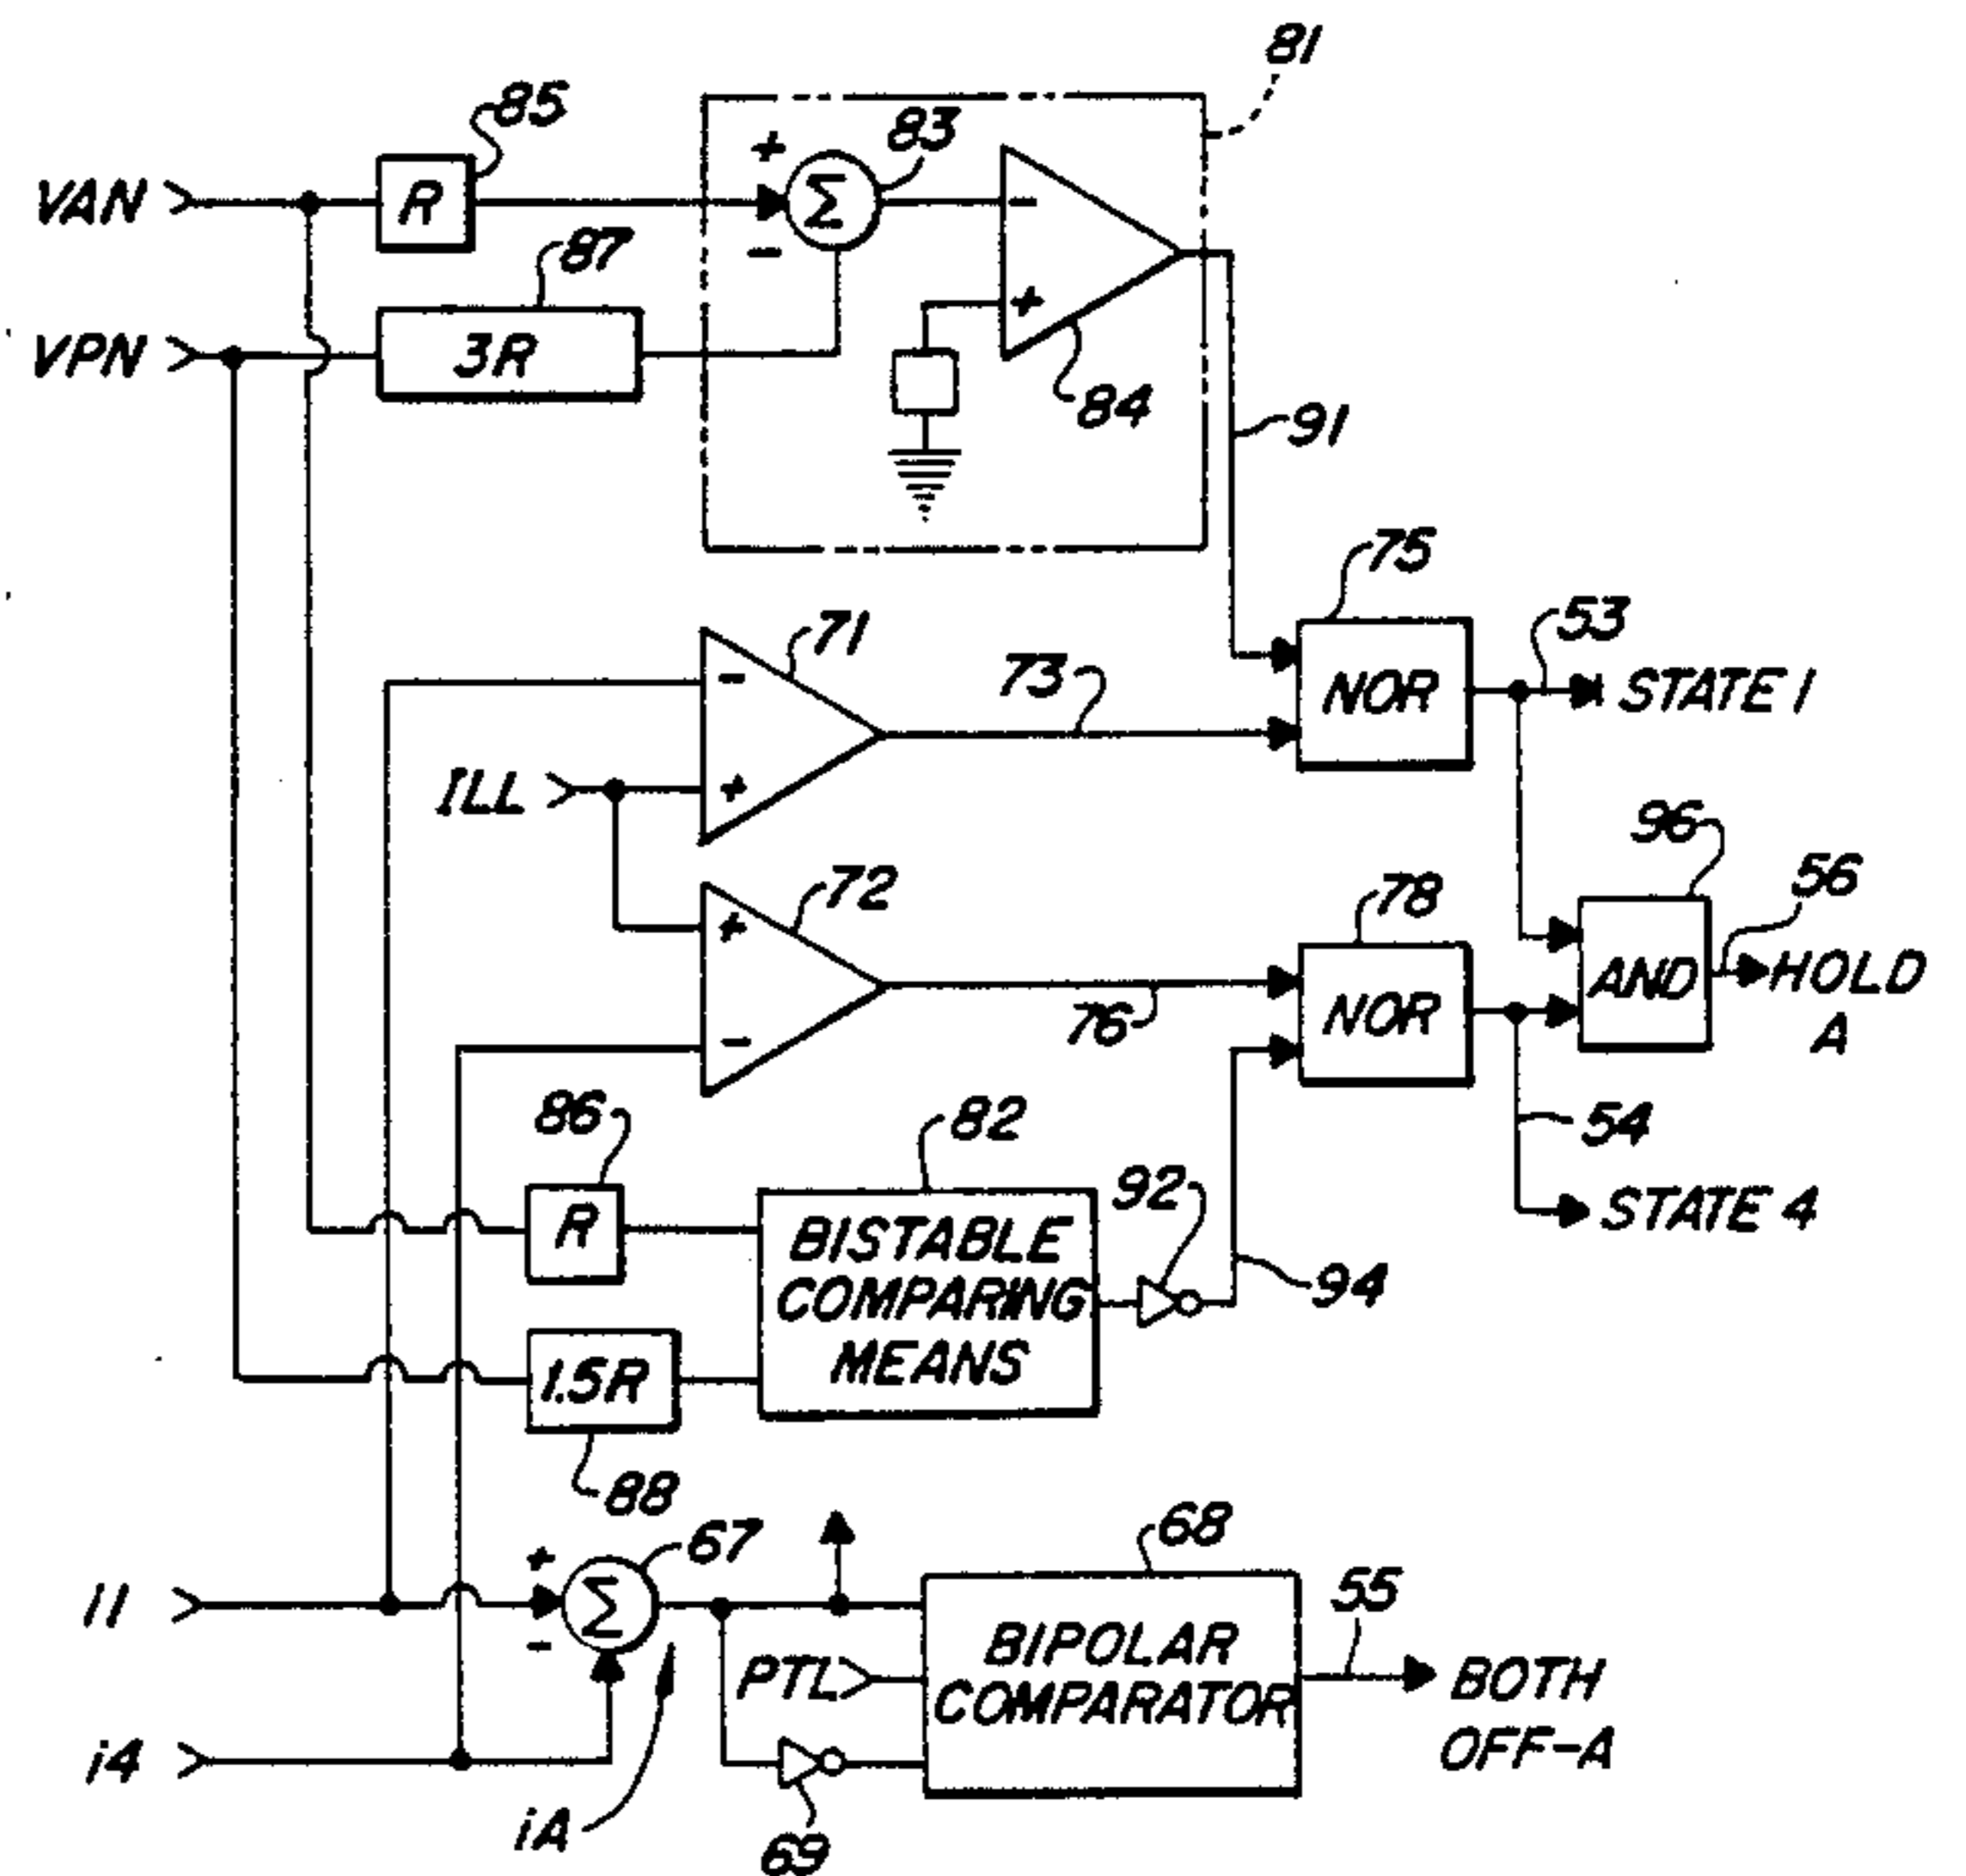 81
85
+
83
VAN
R
Σ
-
87
-
VPN
3R
+
84
91
75
71
73
53
-
NOR
STATE 1
ILL
+
96
72
78
56
+
AND
HOLD
A
76
NOR
-
86
82
54
92
R
BISTABLE
COMPARING
MEANS
STATE 4
94
1.5R
88
67
68
+
55
I1
Σ
-
BIPOLAR
COMPARATOR
PTL
BOTH
OFF-A
i4
iA
69